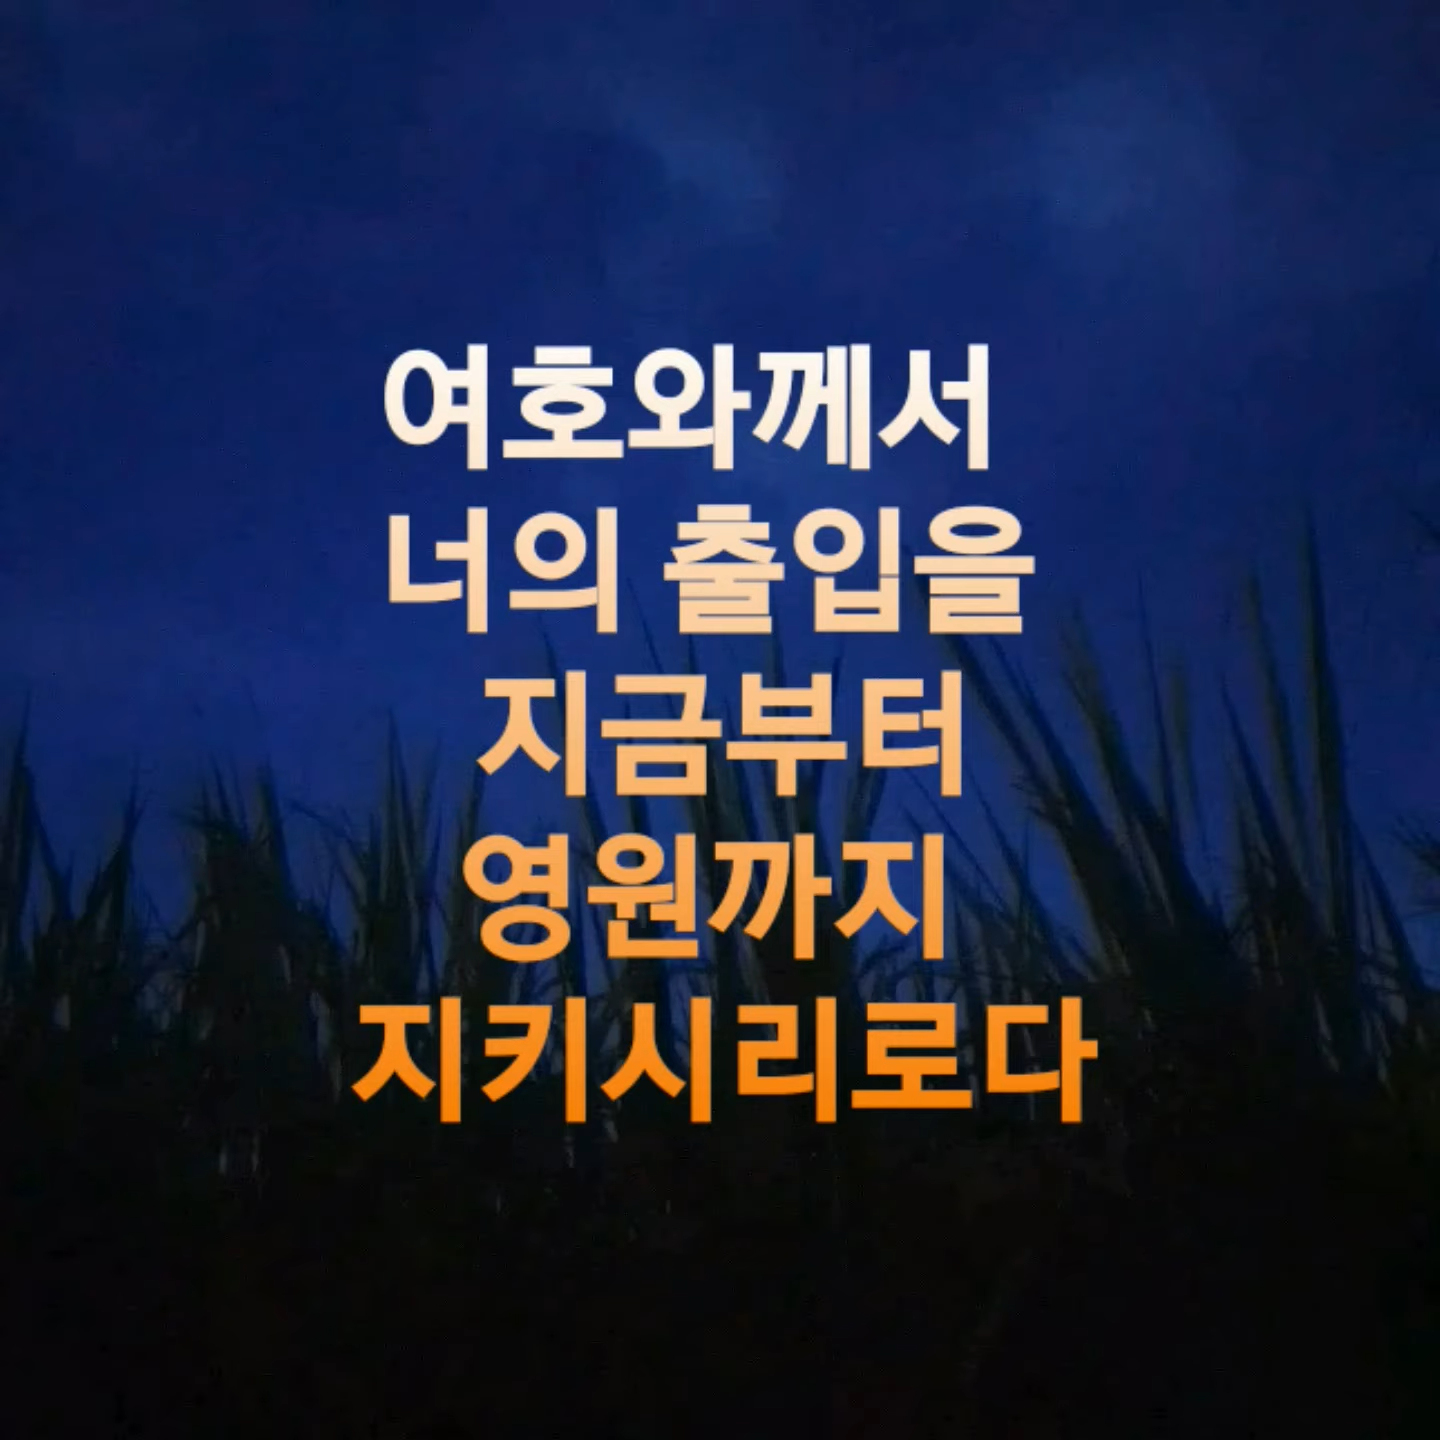 여호와께서
너의 출입을
지금부터
영원까지
지키시리로다